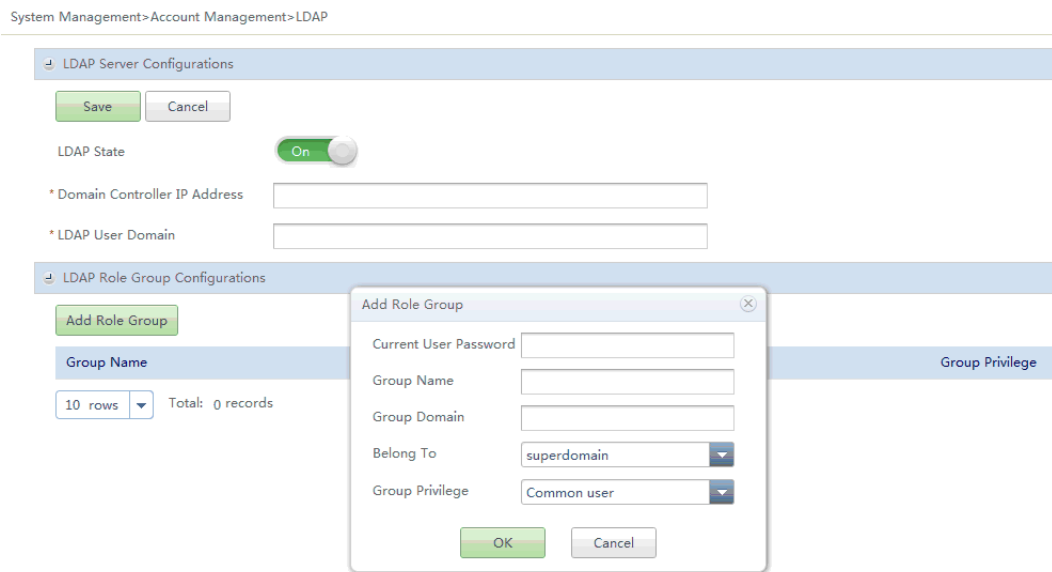 System Management>Account Management>LDAP
LDAP Server Configurations
Save Cancel
LDAP State On
* Domain Controller IP Address
* LDAP User Domain
LDAP Role Group Configurations
Add Role Group
Group Name Group Privilege
10 rows Total: 0 records
Add Role Group
Current User Password
Group Name
Group Domain
Belong To superdomain
Group Privilege Common user
OK Cancel